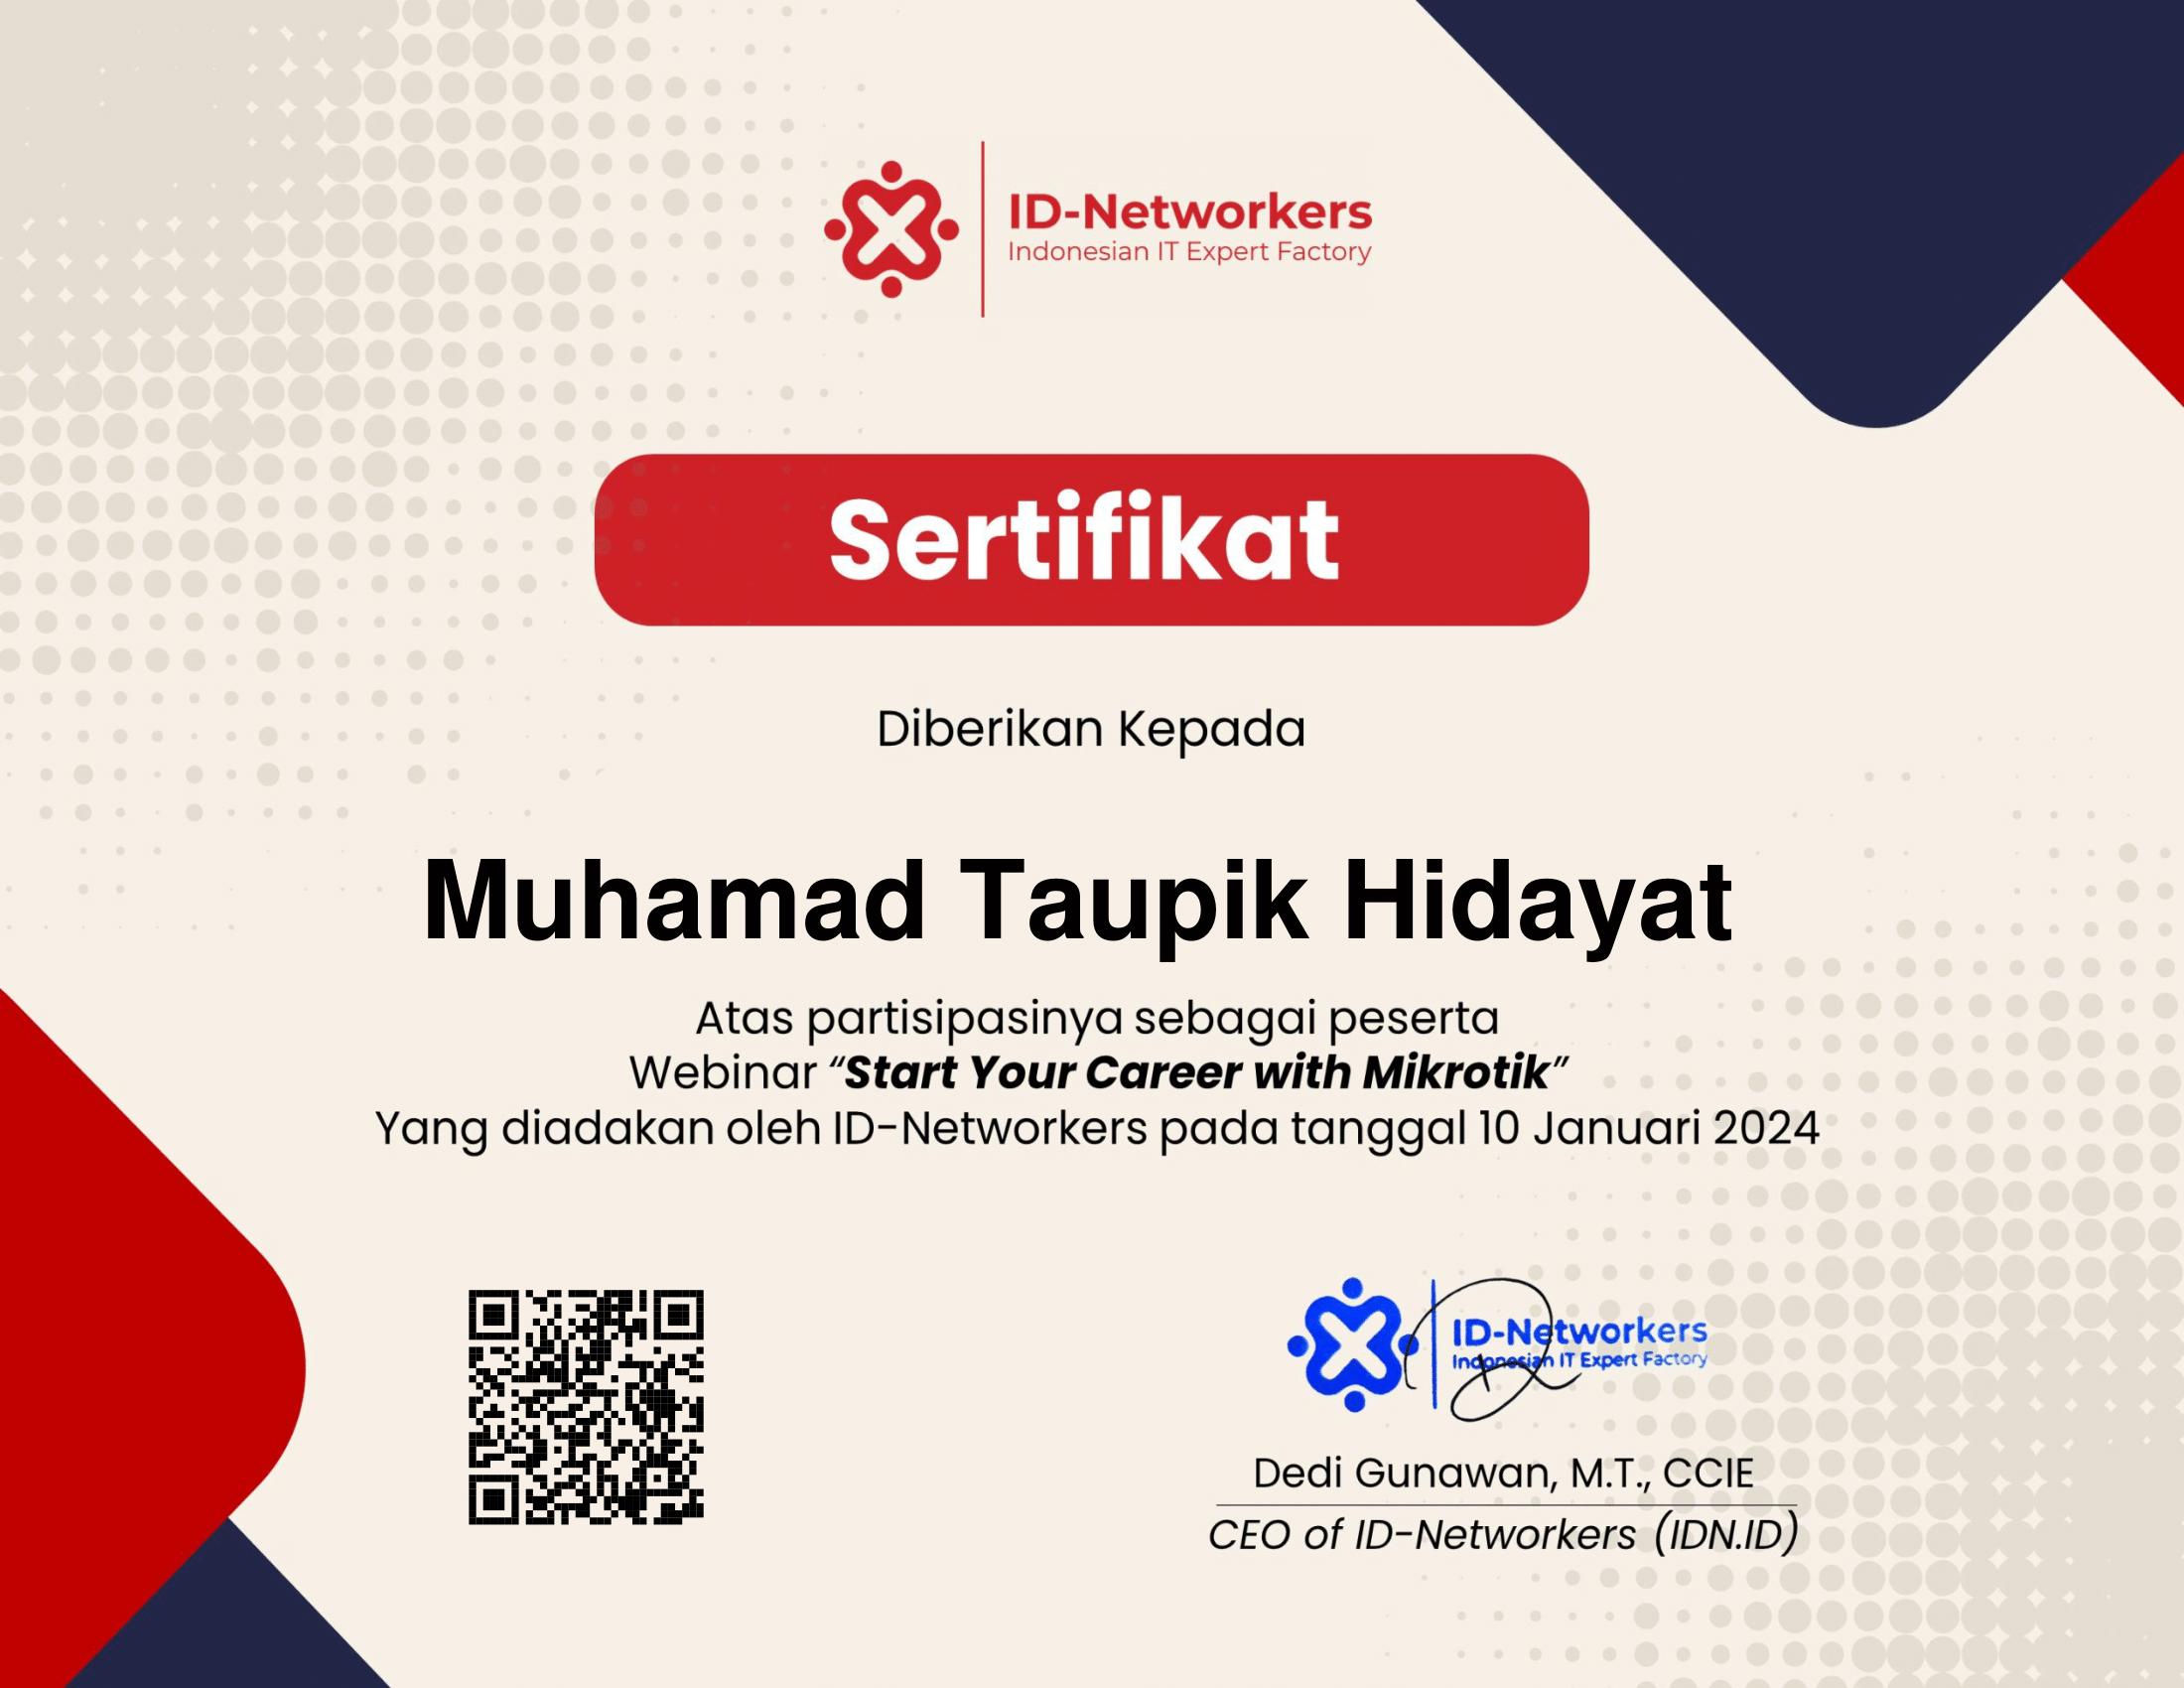 ID-Networkers
Indonesian IT Expert Factory
Sertifikat
Diberikan Kepada
Muhamad Taupik Hidayat
Atas partisipasinya sebagai peserta
Webinar “Start Your Career with Mikrotik”
Yang diadakan oleh ID-Networkers pada tanggal 10 Januari 2024
ID-Networkers
Indonesian IT Expert Factory
Dedi Gunawan, M.T., CCIE
CEO of ID-Networkers (IDN.ID)